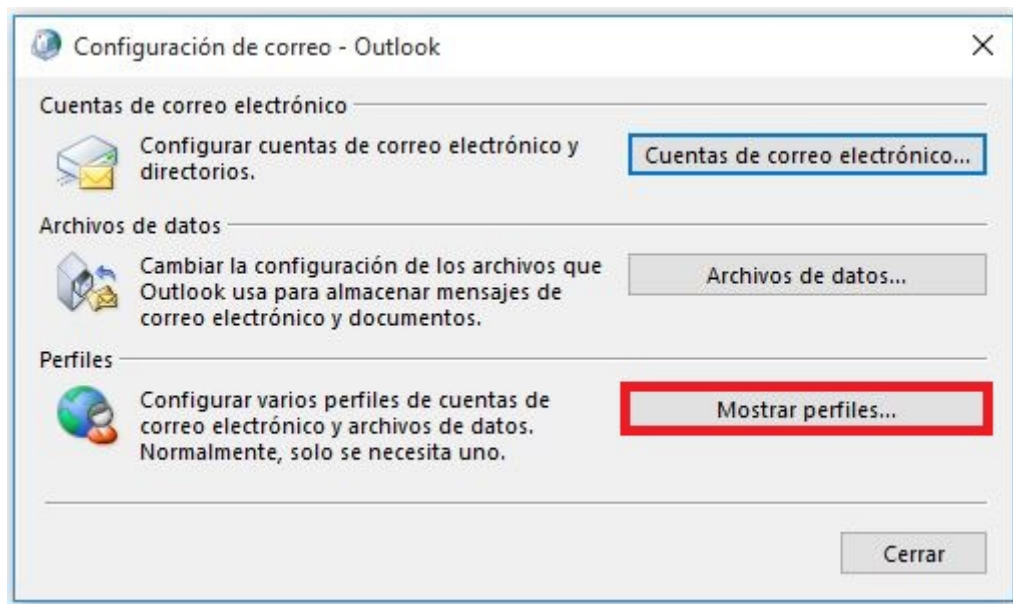 Configuración de correo - Outlook
Cuentas de correo electrónico
Configurar cuentas de correo electrónico y
directorios.
Cuentas de correo electrónico...
Archivos de datos
Cambiar la configuración de los archivos que
Outlook usa para almacenar mensajes de
correo electrónico y documentos.
Archivos de datos...
Perfiles
Configurar varios perfiles de cuentas de
correo electrónico y archivos de datos.
Normalmente, solo se necesita uno.
Mostrar perfiles...
Cerrar